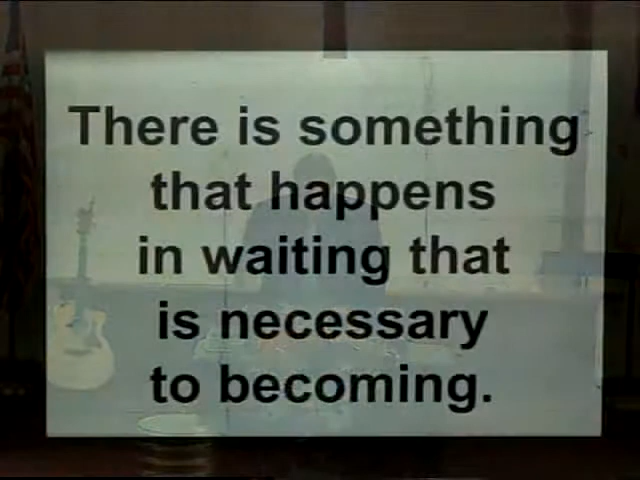 There is something
that happens
in waiting that
is necessary
to becoming.